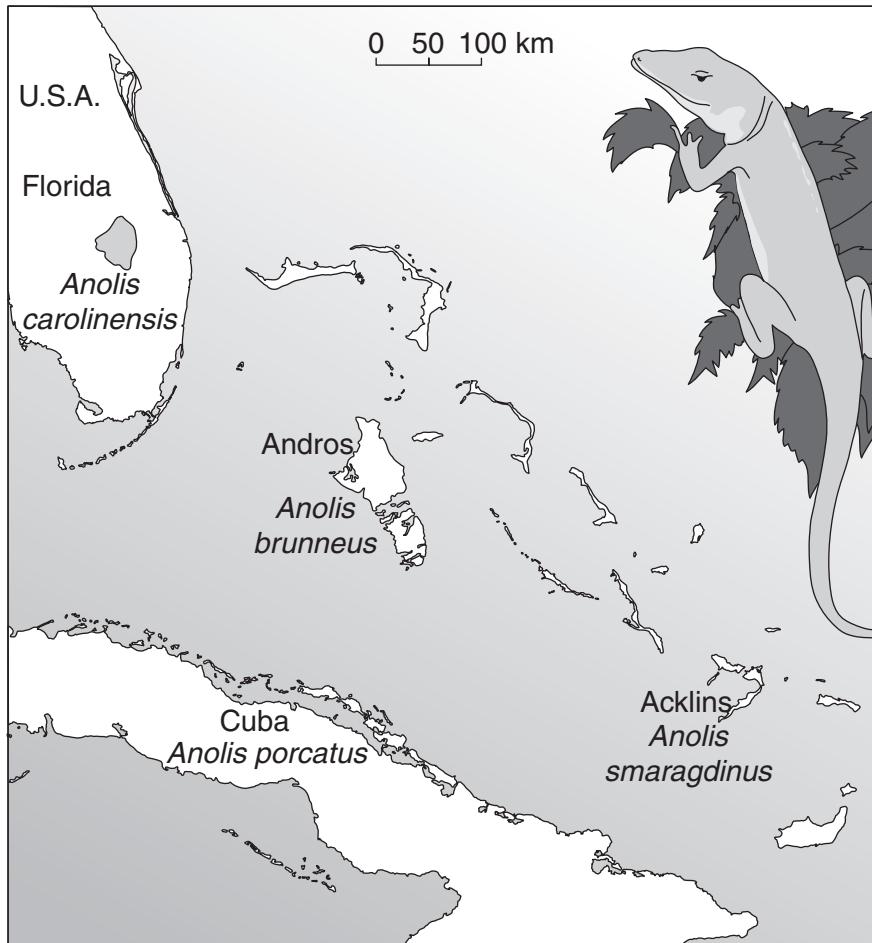 0 50 100 km
U.S.A.
Florida
Anolis
carolinensis
Andros
Anolis
brunneus
Acklins
Anolis
smaragdinus
Cuba
Anolis porcatus